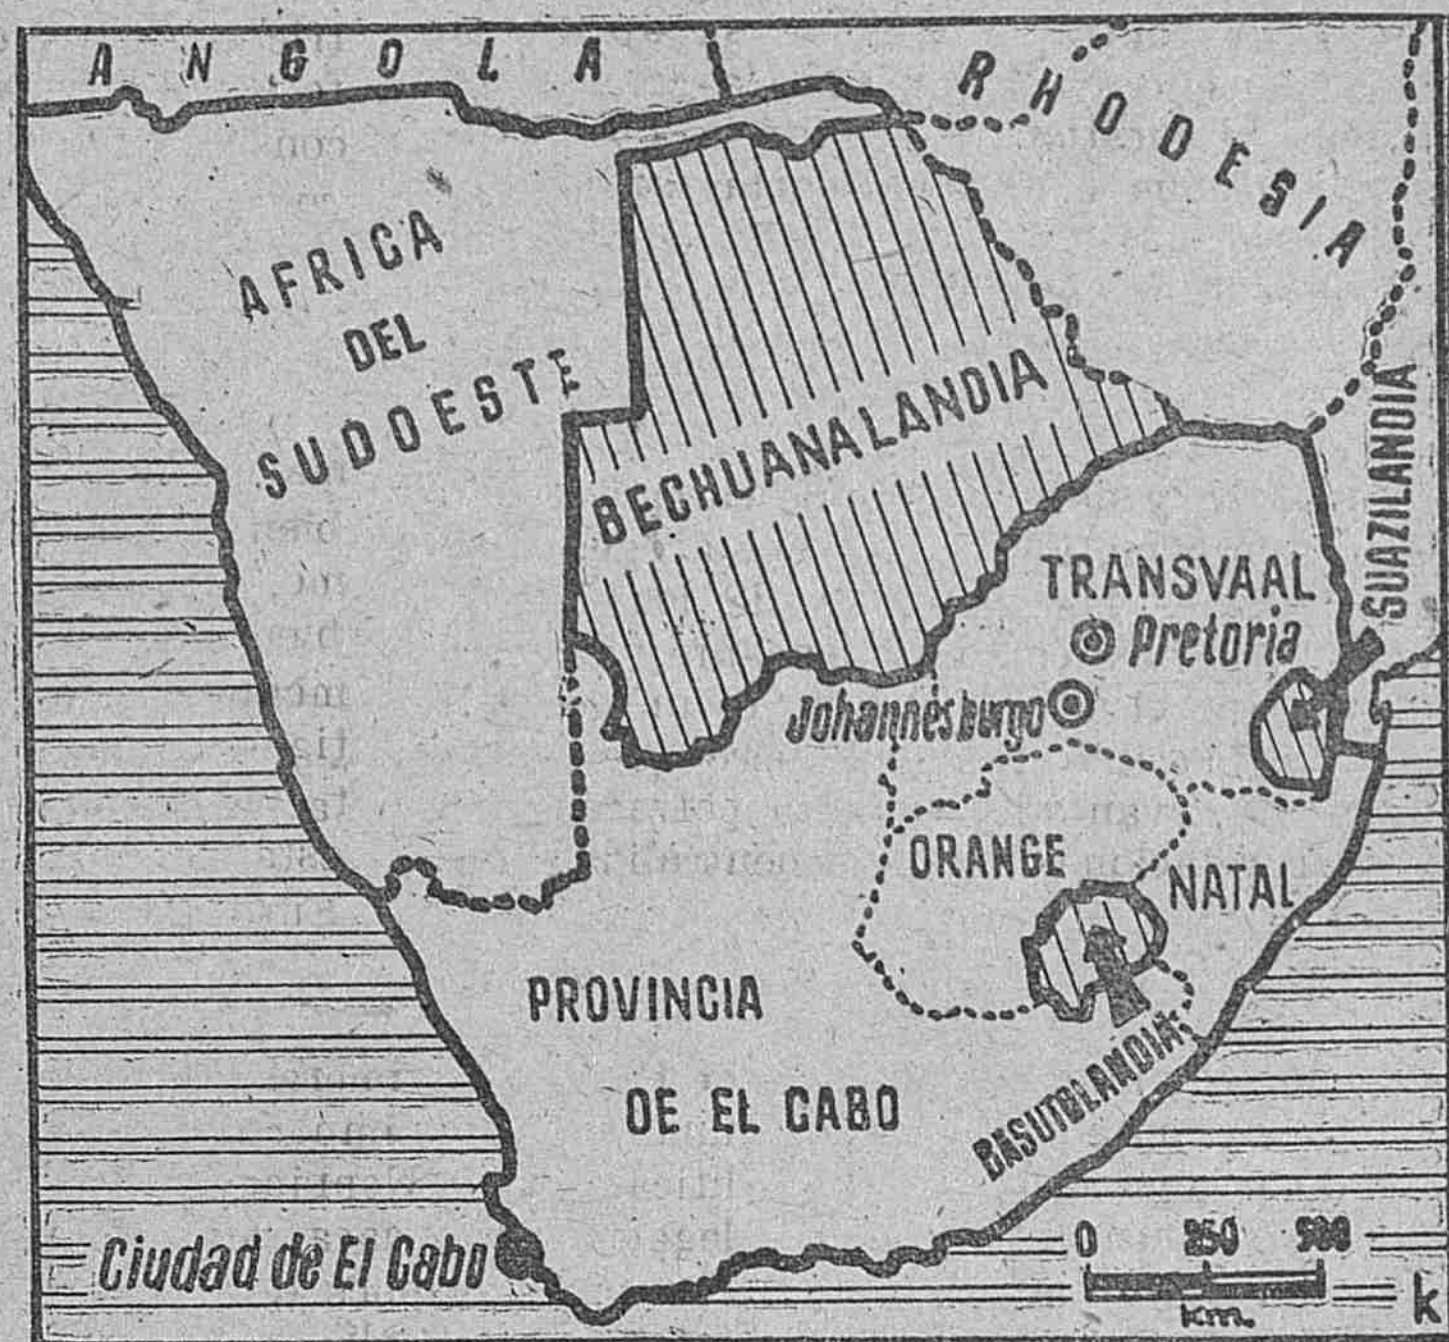 ANGOLA
RHODESIA
AFRICA
DEL
SUDOESTE
BECHUANALANDIA
SUAZILANDIA
TRANSVAAL
Pretoria
Johannesburgo
ORANGE
NATAL
PROVINCIA
DE EL CABO
BASUTOLANDIA
Ciudad de El Cabo
0 250 500
km.
k